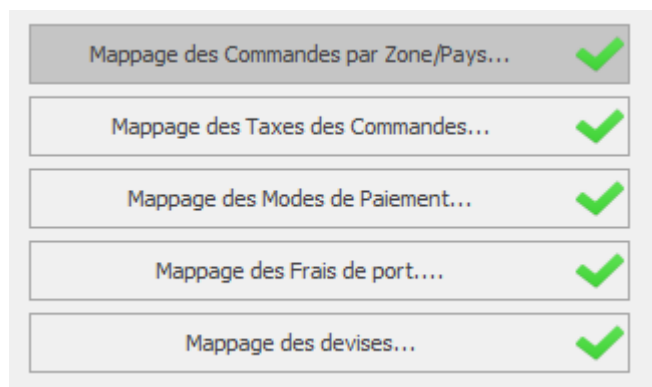 Mappage des Commandes par Zone/Pays...
Mappage des Taxes des Commandes...
Mappage des Modes de Paiement...
Mappage des Frais de port....
Mappage des devises...